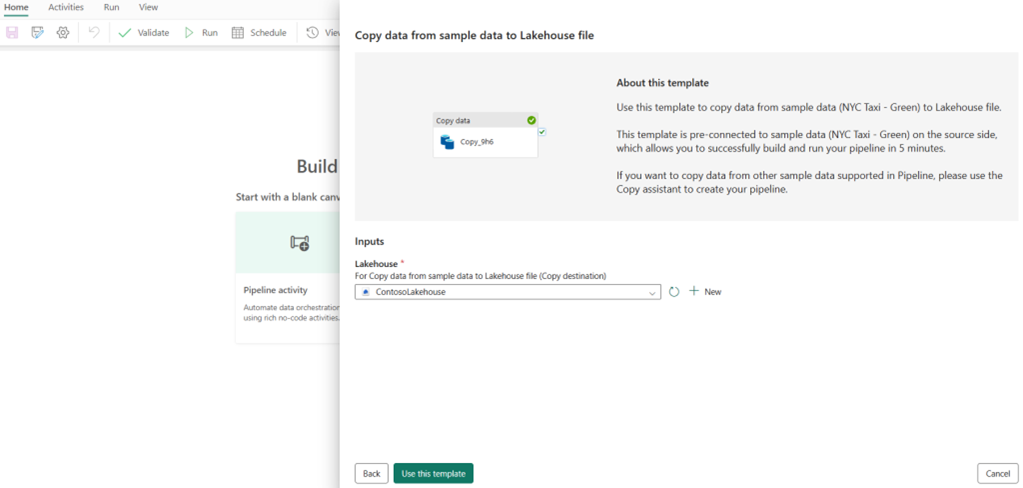 Home Activities Run View
Validate Run Schedule
Build
Start with a blank
Pipeline activity
Automate data orchestration
using rich no-code activities.
Copy data from sample data to Lakehouse file
Copy data
Copy_9h6
About this template
Use this template to copy data from sample data (NYC Taxi - Green) to Lakehouse file.
This template is pre-connected to sample data (NYC Taxi - Green) on the source side,
which allows you to successfully build and run your pipeline in 5 minutes.
If you want to copy data from other sample data supported in Pipeline, please use the
Copy assistant to create your pipeline.
Inputs
Lakehouse *
For Copy data from sample data to Lakehouse file (Copy destination)
ContosoLakehouse
New
Back Use this template Cancel